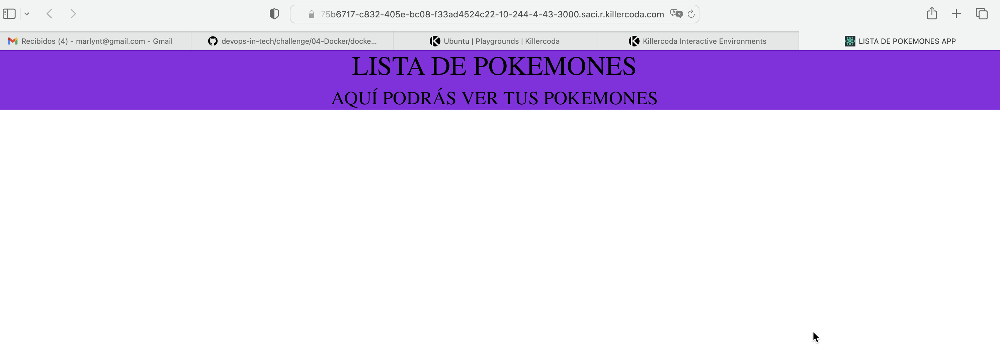 75b6717-c832-405e-bc08-f33ad4524c22-10-244-4-43-3000.saci.r.killercoda.com
Recibidos (4) - marlynt@gmail.com - Gmail
devops-in-tech/challenge/04-Docker/docke...
Ubuntu | Playgrounds | Killercoda
Killercoda Interactive Environments
LISTA DE POKEMONES APP
LISTA DE POKEMONES
AQUÍ PODRÁS VER TUS POKEMONES